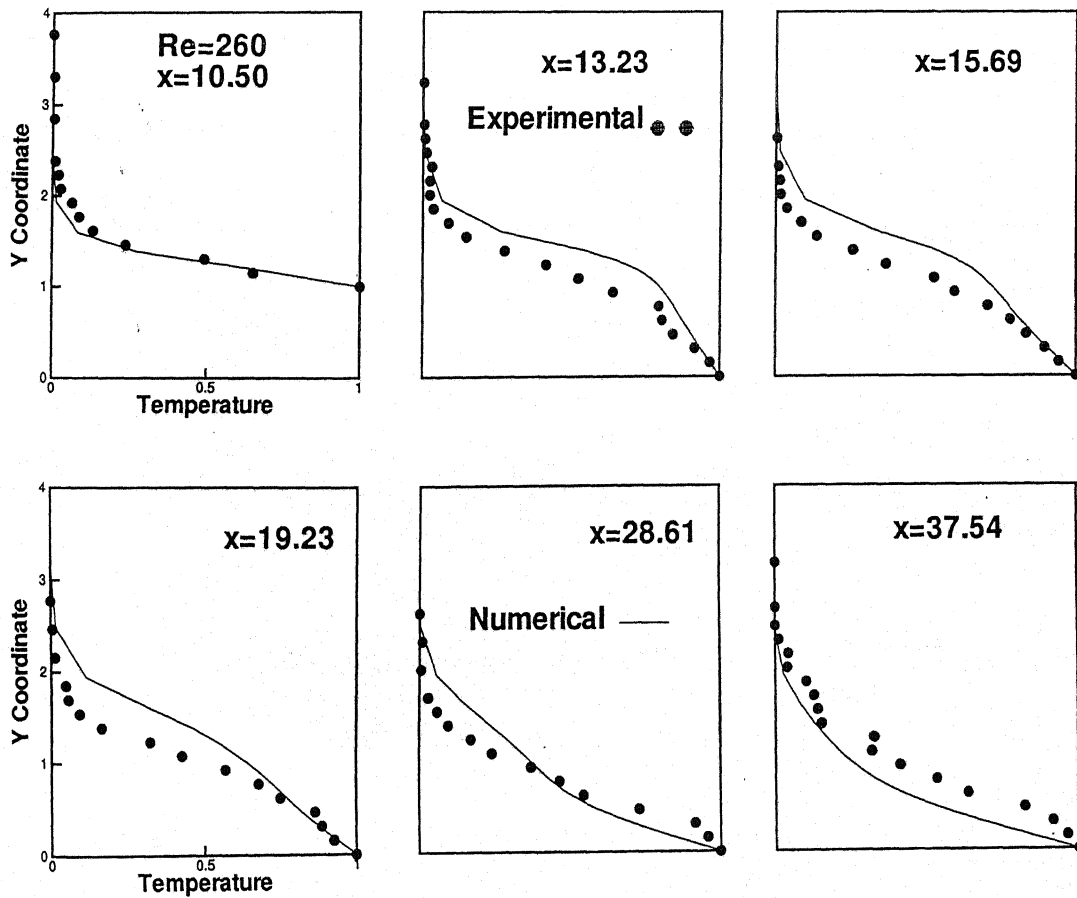 4
3
2
1
0
Y Coordinate
Re=260
x=10.50
0
0.5
1
Temperature
x=13.23
Experimental
x=15.69
4
3
2
1
0
Y Coordinate
x=19.23
0
0.5
1
Temperature
x=28.61
Numerical
x=37.54